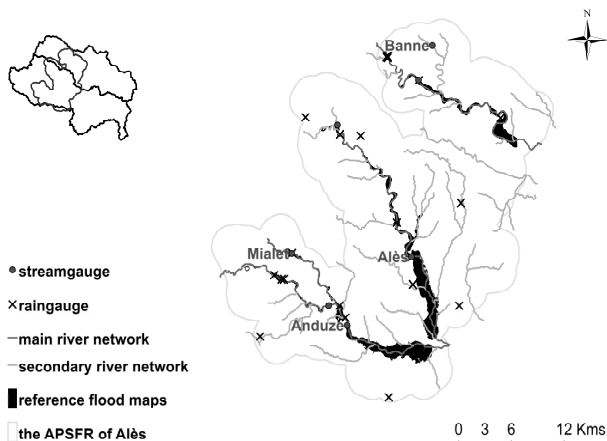 N
Banne
Alès
Mialet
Anduze
streamgauge
raingauge
main river network
secondary river network
reference flood maps
the APSFR of Alès
0 3 6 12 Kms